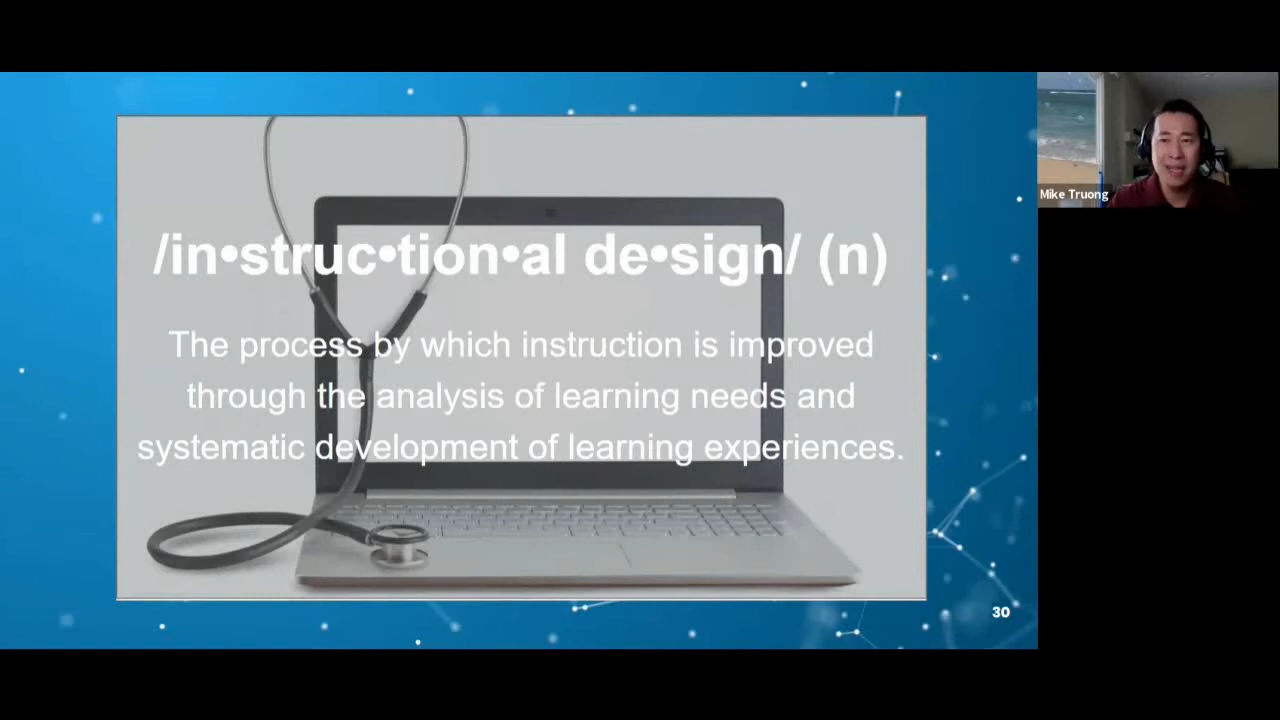 /in•struc•tion•al de•sign/ (n)
The process by which instruction is improved
through the analysis of learning needs and
systematic development of learning experiences.
30
Mike Truong